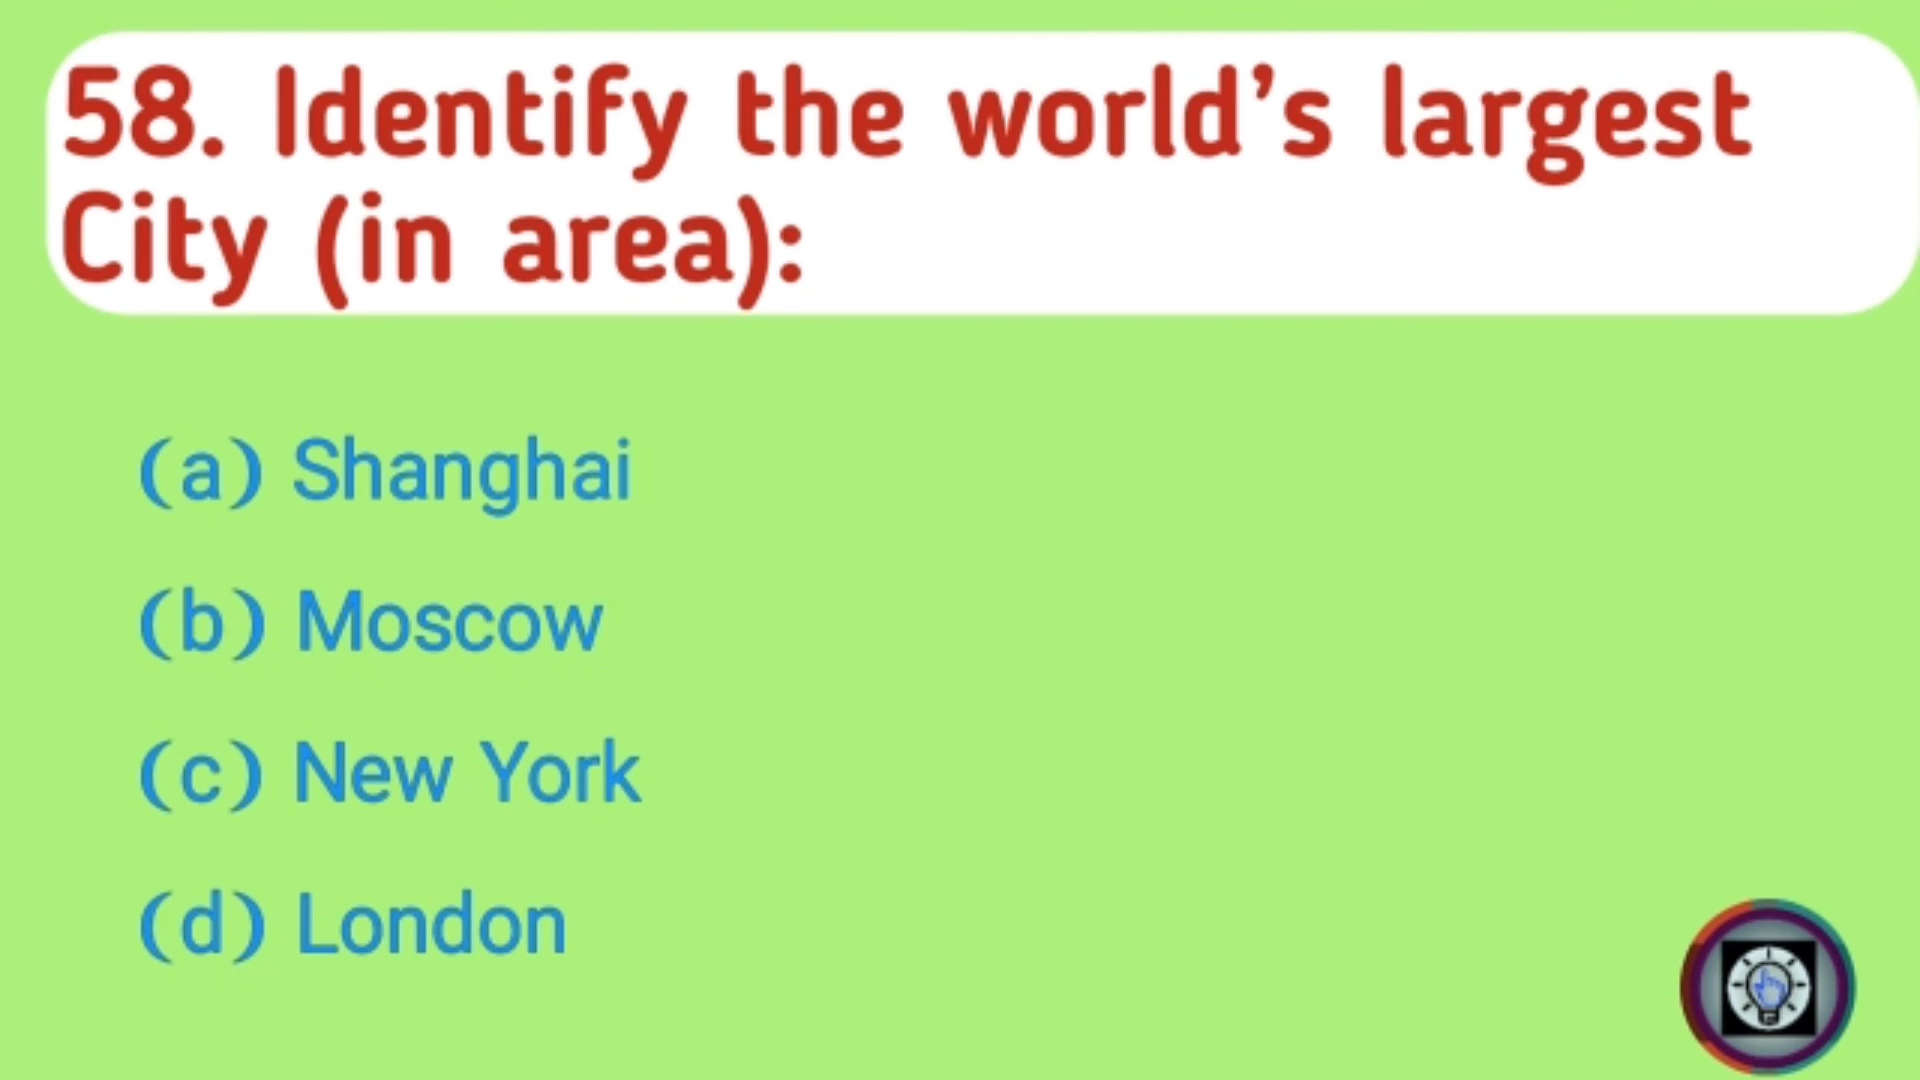 58. Identify the world’s largest
City (in area):
(a) Shanghai
(b) Moscow
(c) New York
(d) London